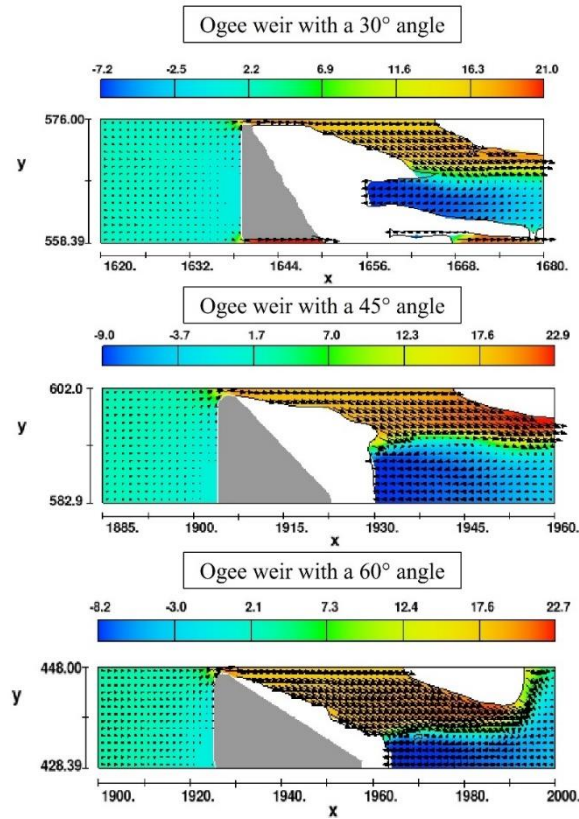 Ogee weir with a 30° angle
-7.2 -2.5 2.2 6.9 11.6 16.3 21.0
576.00
y
558.39
1620. 1632. 1644. 1656. 1668. 1680.
x
Ogee weir with a 45° angle
-9.0 -3.7 1.7 7.0 12.3 17.6 22.9
602.0
y
582.9
1885. 1900. 1915. 1930. 1945. 1960.
x
Ogee weir with a 60° angle
-8.2 -3.0 2.1 7.3 12.4 17.6 22.7
448.00
y
428.39
1900. 1920. 1940. 1960. 1980. 2000.
x